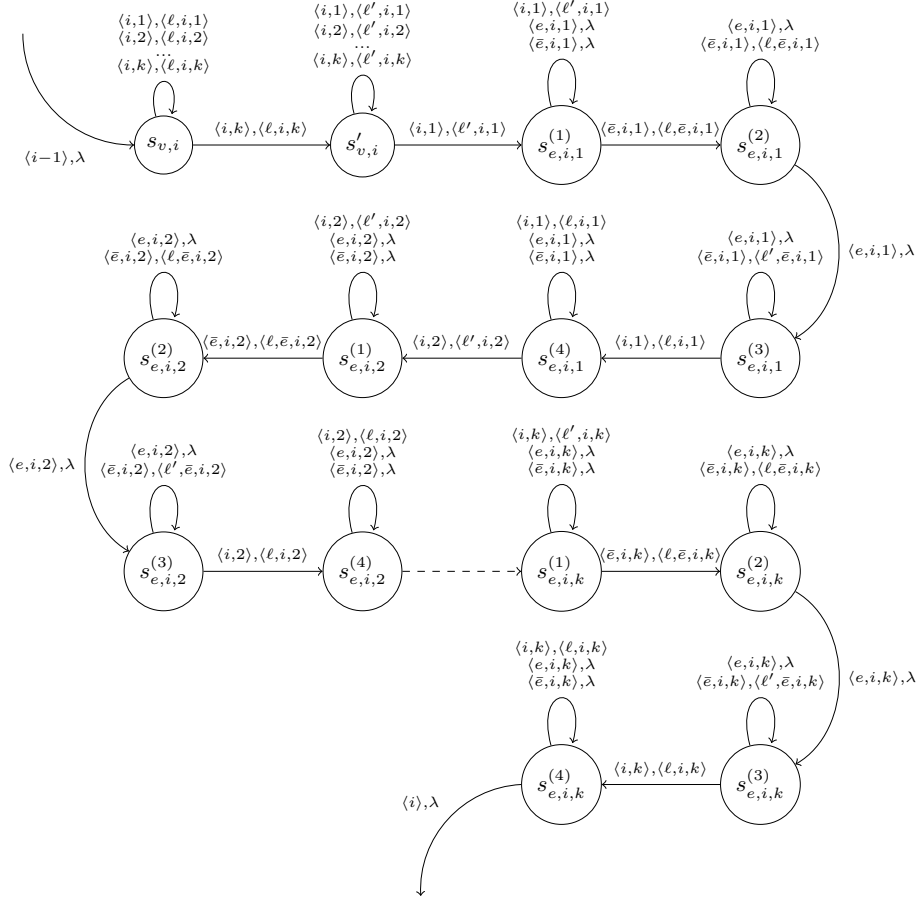 ⟨i,1⟩,⟨ℓ,i,1⟩
⟨i,2⟩,⟨ℓ,i,2⟩
...
⟨i,k⟩,⟨ℓ,i,k⟩
⟨i,1⟩,⟨ℓ′,i,1⟩
⟨i,2⟩,⟨ℓ′,i,2⟩
...
⟨i,k⟩,⟨ℓ′,i,k⟩
⟨i,1⟩,⟨ℓ′,i,1⟩
⟨e,i,1⟩,λ
⟨ē,i,1⟩,λ
⟨e,i,1⟩,λ
⟨ē,i,1⟩,⟨ℓ,ē,i,1⟩
⟨i−1⟩,λ
s_{v,i}
⟨i,k⟩,⟨ℓ,i,k⟩
s′_{v,i}
⟨i,1⟩,⟨ℓ′,i,1⟩
s^{(1)}_{e,i,1}
⟨ē,i,1⟩,⟨ℓ,ē,i,1⟩
s^{(2)}_{e,i,1}
⟨e,i,1⟩,λ
⟨e,i,2⟩,λ
⟨ē,i,2⟩,⟨ℓ,ē,i,2⟩
⟨i,2⟩,⟨ℓ′,i,2⟩
⟨e,i,2⟩,λ
⟨ē,i,2⟩,λ
⟨i,1⟩,⟨ℓ,i,1⟩
⟨e,i,1⟩,λ
⟨ē,i,1⟩,λ
⟨e,i,1⟩,λ
⟨ē,i,1⟩,⟨ℓ′,ē,i,1⟩
s^{(2)}_{e,i,2}
⟨ē,i,2⟩,⟨ℓ,ē,i,2⟩
s^{(1)}_{e,i,2}
⟨i,2⟩,⟨ℓ′,i,2⟩
s^{(4)}_{e,i,1}
⟨i,1⟩,⟨ℓ,i,1⟩
s^{(3)}_{e,i,1}
⟨e,i,2⟩,λ
⟨e,i,2⟩,λ
⟨ē,i,2⟩,⟨ℓ′,ē,i,2⟩
⟨i,2⟩,⟨ℓ,i,2⟩
⟨e,i,2⟩,λ
⟨ē,i,2⟩,λ
⟨i,k⟩,⟨ℓ′,i,k⟩
⟨e,i,k⟩,λ
⟨ē,i,k⟩,λ
⟨e,i,k⟩,λ
⟨ē,i,k⟩,⟨ℓ,ē,i,k⟩
s^{(3)}_{e,i,2}
⟨i,2⟩,⟨ℓ,i,2⟩
s^{(4)}_{e,i,2}
s^{(1)}_{e,i,k}
⟨ē,i,k⟩,⟨ℓ,ē,i,k⟩
s^{(2)}_{e,i,k}
⟨e,i,k⟩,λ
⟨i,k⟩,⟨ℓ,i,k⟩
⟨e,i,k⟩,λ
⟨ē,i,k⟩,λ
⟨e,i,k⟩,λ
⟨ē,i,k⟩,⟨ℓ′,ē,i,k⟩
s^{(4)}_{e,i,k}
⟨i,k⟩,⟨ℓ,i,k⟩
s^{(3)}_{e,i,k}
⟨i⟩,λ